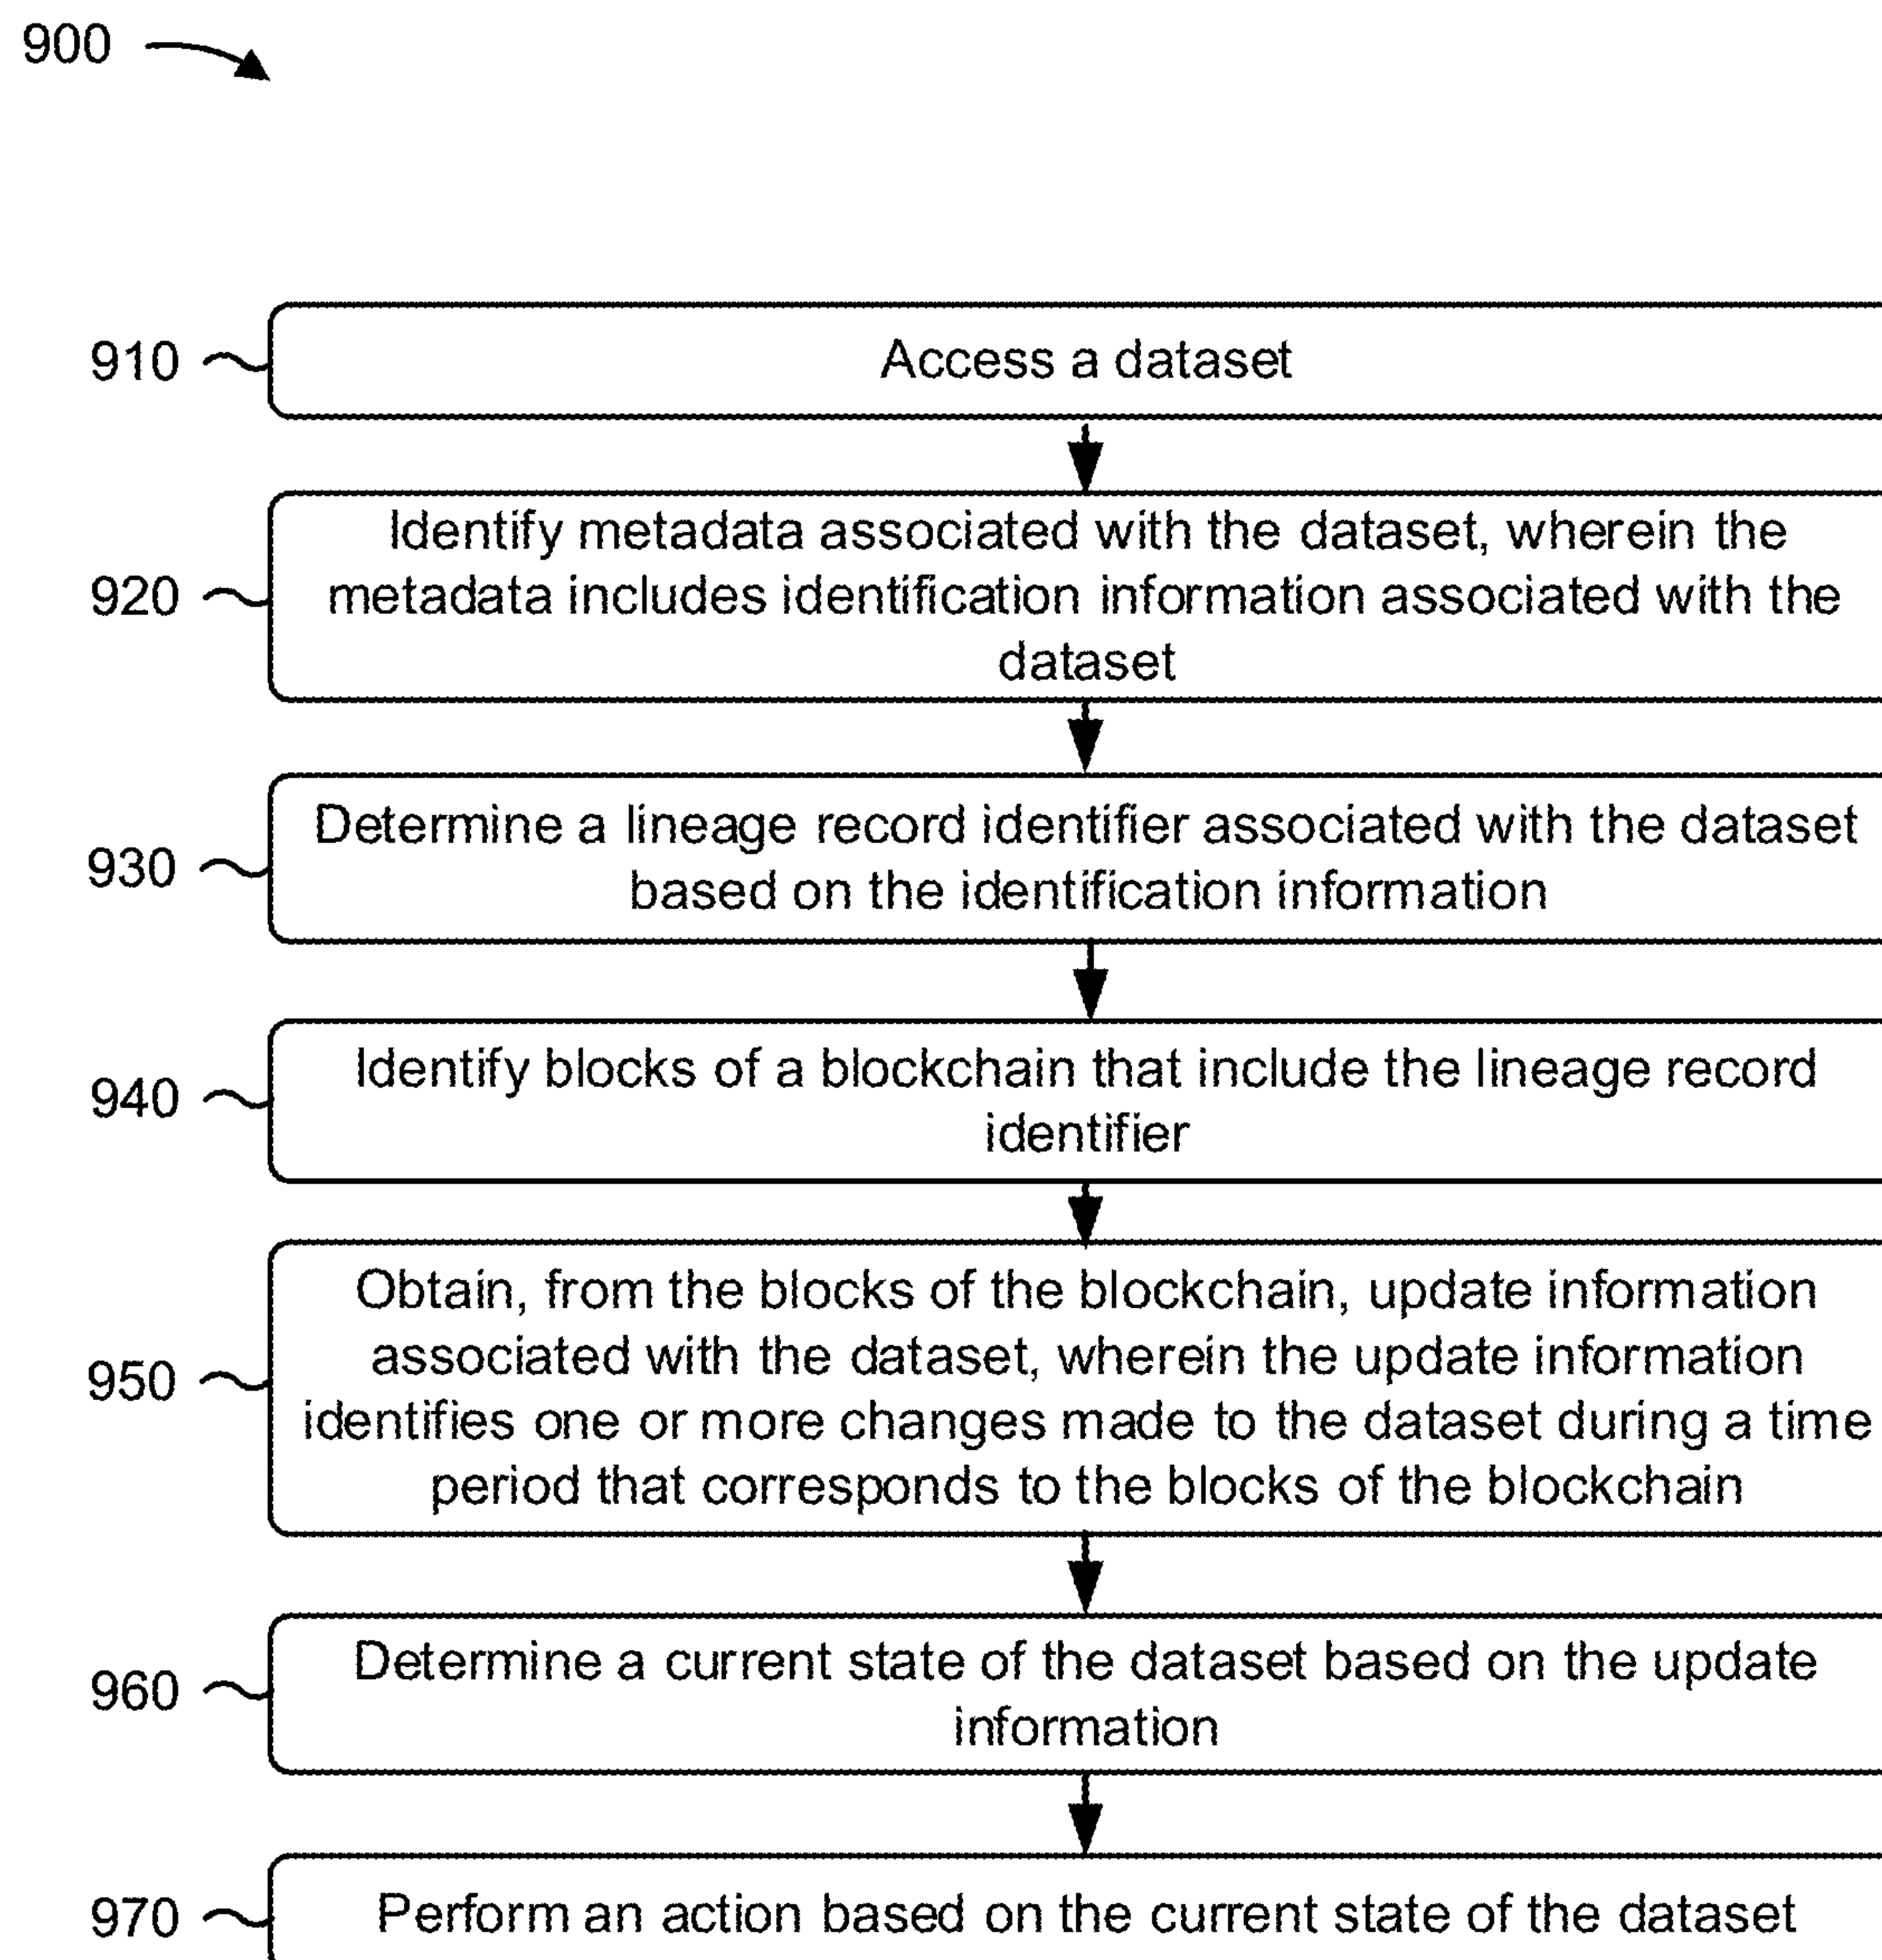 900
910
Access a dataset
920
Identify metadata associated with the dataset, wherein the
metadata includes identification information associated with the
dataset
930
Determine a lineage record identifier associated with the dataset
based on the identification information
940
Identify blocks of a blockchain that include the lineage record
identifier
950
Obtain, from the blocks of the blockchain, update information
associated with the dataset, wherein the update information
identifies one or more changes made to the dataset during a time
period that corresponds to the blocks of the blockchain
960
Determine a current state of the dataset based on the update
information
970
Perform an action based on the current state of the dataset